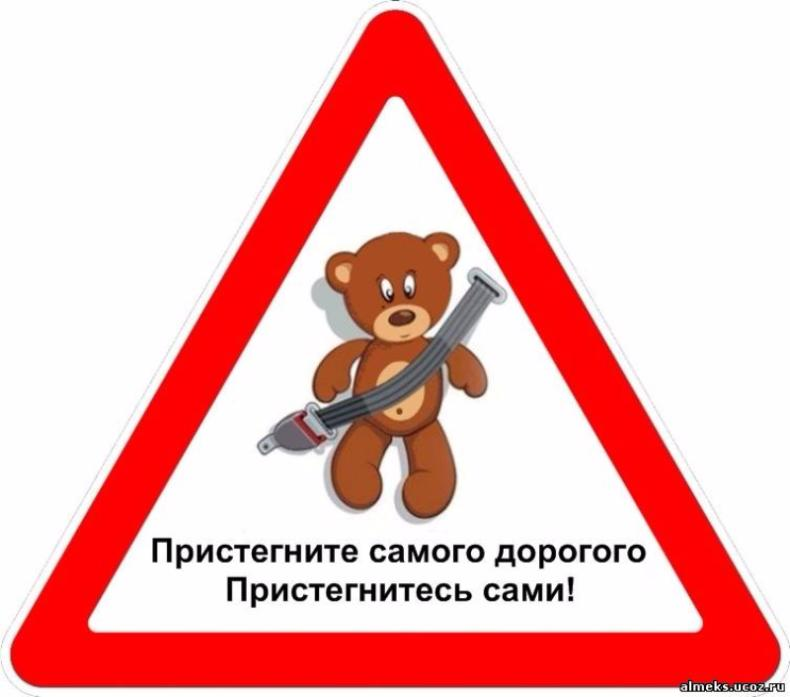 Пристегните самого дорогого
Пристегнитесь сами!
almeks.ucoz.ru